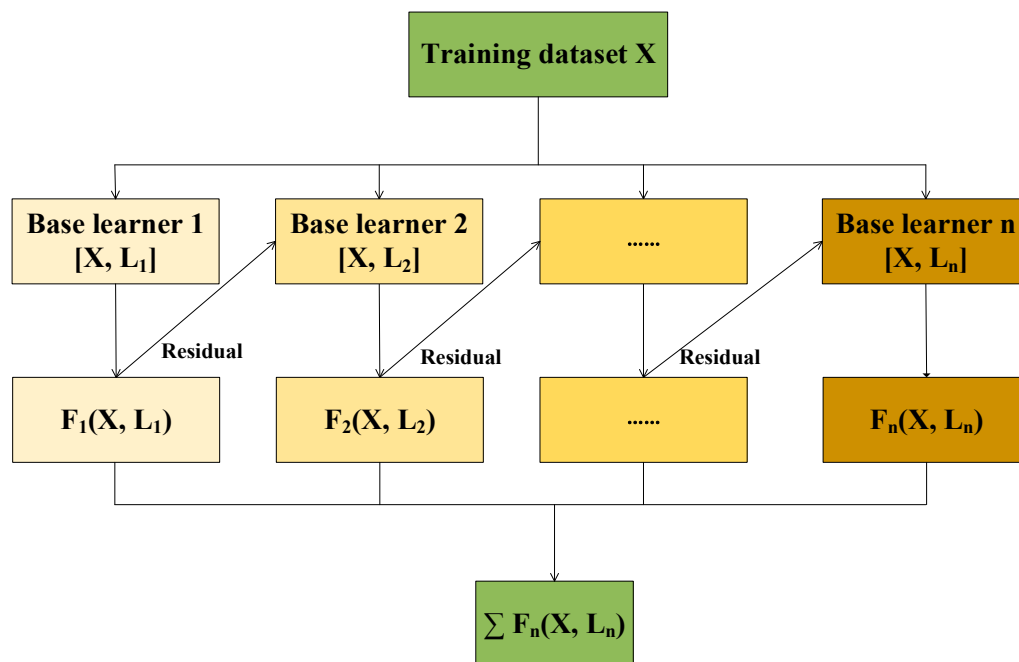 Training dataset X
Base learner 1
[X, L₁]
Base learner 2
[X, L₂]
......
Base learner n
[X, Lₙ]
Residual
Residual
Residual
F₁(X, L₁)
F₂(X, L₂)
......
Fₙ(X, Lₙ)
∑ Fₙ(X, Lₙ)